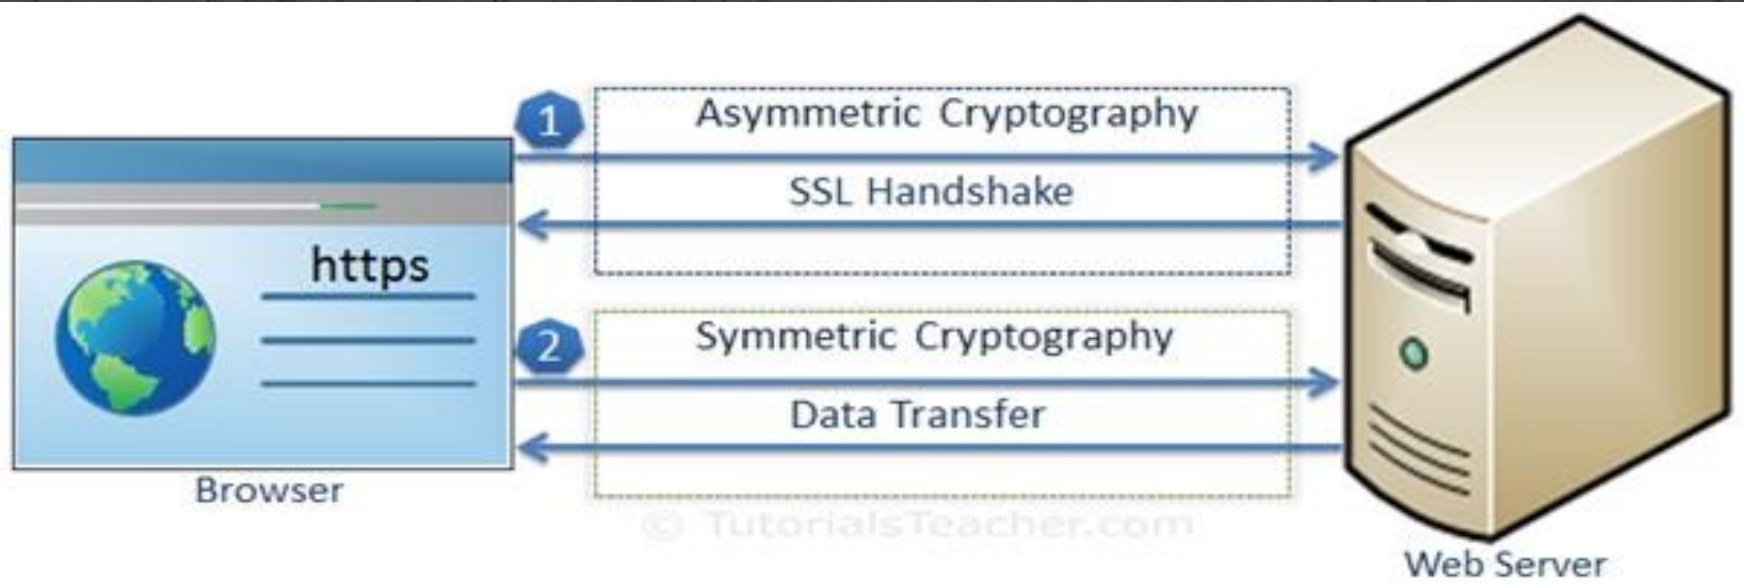 1
Asymmetric Cryptography
SSL Handshake
https
2
Symmetric Cryptography
Data Transfer
Browser
© TutorialsTeacher.com
Web Server